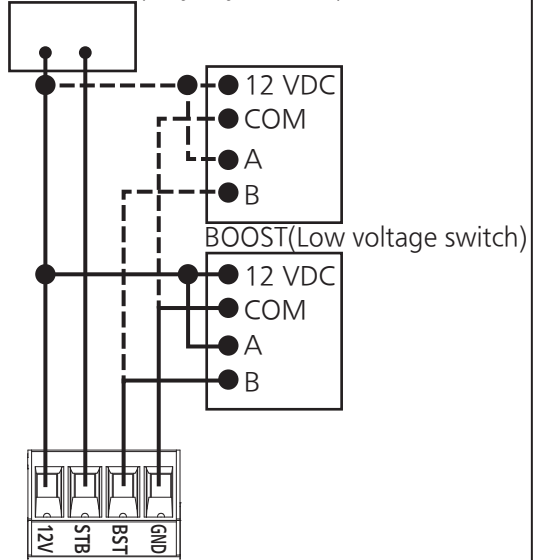 12 VDC
COM
A
B
BOOST(Low voltage switch)
12 VDC
COM
A
B
12V
STB
BST
GND